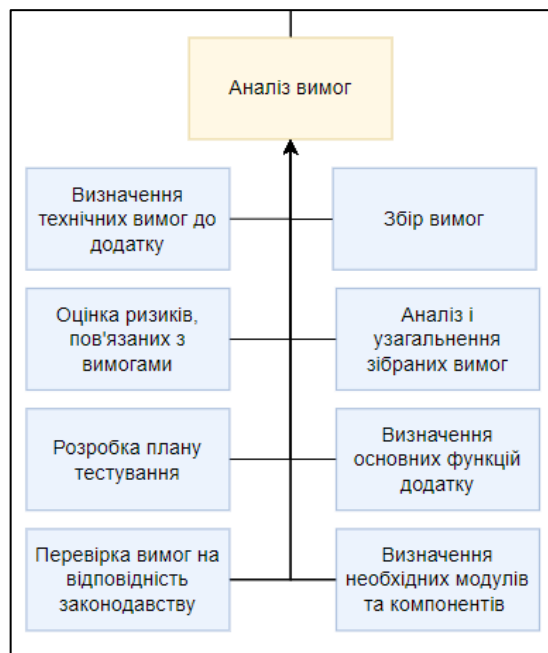 Аналіз вимог
Визначення
технічних вимог до
додатку
Збір вимог
Оцінка ризиків,
пов'язаних з
вимогами
Аналіз і
узагальнення
зібраних вимог
Розробка плану
тестування
Визначення
основних функцій
додатку
Перевірка вимог на
відповідність
законодавству
Визначення
необхідних модулів
та компонентів